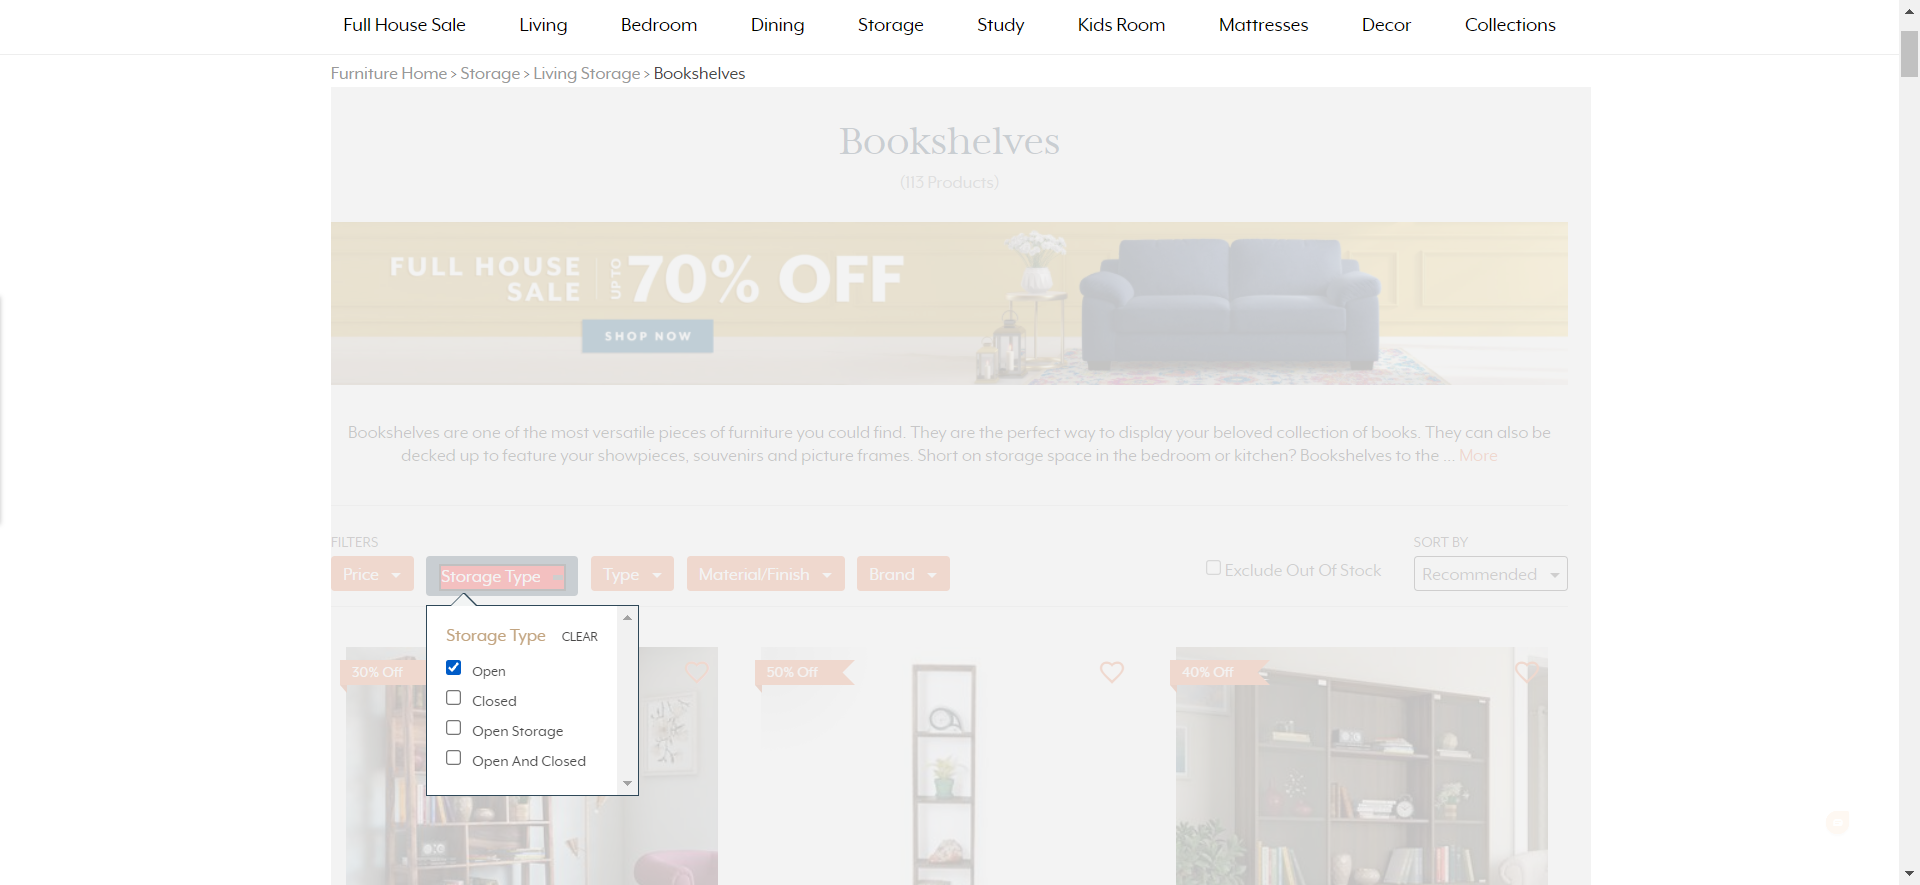 Full House Sale Living Bedroom Dining Storage Study Kids Room Mattresses Decor Collections
Furniture Home > Storage > Living Storage > Bookshelves
Bookshelves
(113 Products)
FULL HOUSE
SALE
UP TO
70% OFF
SHOP NOW
Bookshelves are one of the most versatile pieces of furniture you could find. They are the perfect way to display your beloved collection of books. They can also be
decked up to feature your showpieces, souvenirs and picture frames. Short on storage space in the bedroom or kitchen? Bookshelves to the ... More
FILTERS
SORT BY
Price Storage Type Type Material/Finish Brand Exclude Out Of Stock Recommended
Storage Type CLEAR
Open
Closed
Open Storage
Open And Closed
30% Off 50% Off 40% Off